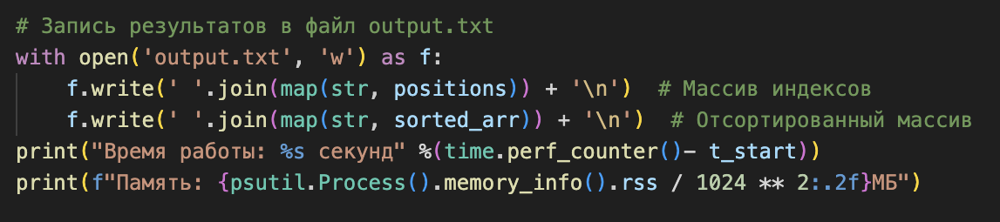 # Запись результатов в файл output.txt
with open('output.txt', 'w') as f:
    f.write(' '.join(map(str, positions)) + '\n')  # Массив индексов
    f.write(' '.join(map(str, sorted_arr)) + '\n')  # Отсортированный массив
print("Время работы: %s секунд" %(time.perf_counter()- t_start))
print(f"Память: {psutil.Process().memory_info().rss / 1024 ** 2:.2f}МБ")